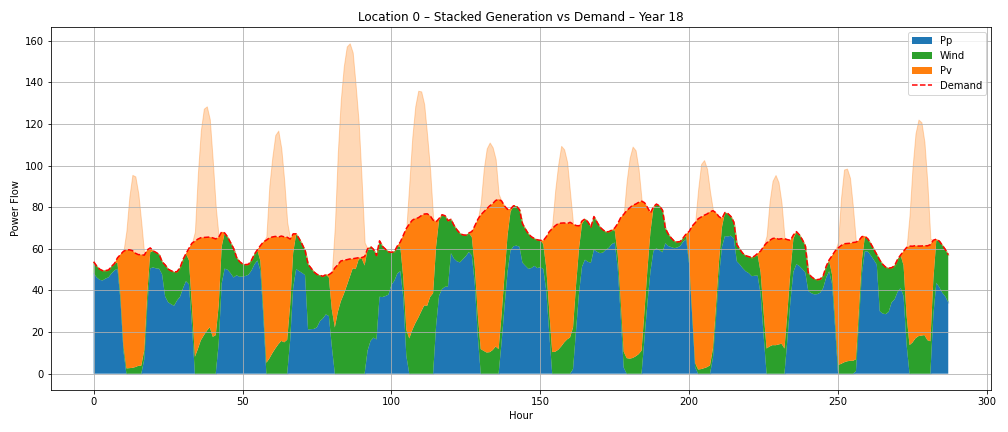 Location 0 – Stacked Generation vs Demand – Year 18
Power Flow
160
140
120
100
80
60
40
20
0
Pp
Wind
Pv
Demand
0 50 100 150 200 250 300
Hour